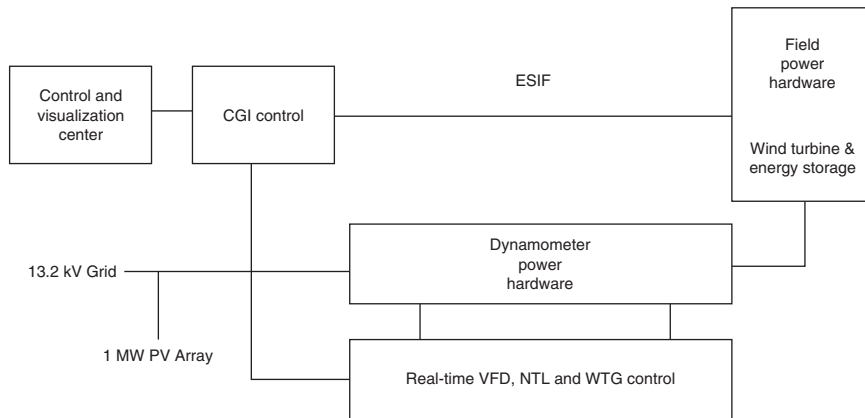 Control and
visualization
center
CGI control
ESIF
Field
power
hardware
Wind turbine &
energy storage
13.2 kV Grid
Dynamometer
power
hardware
1 MW PV Array
Real-time VFD, NTL and WTG control